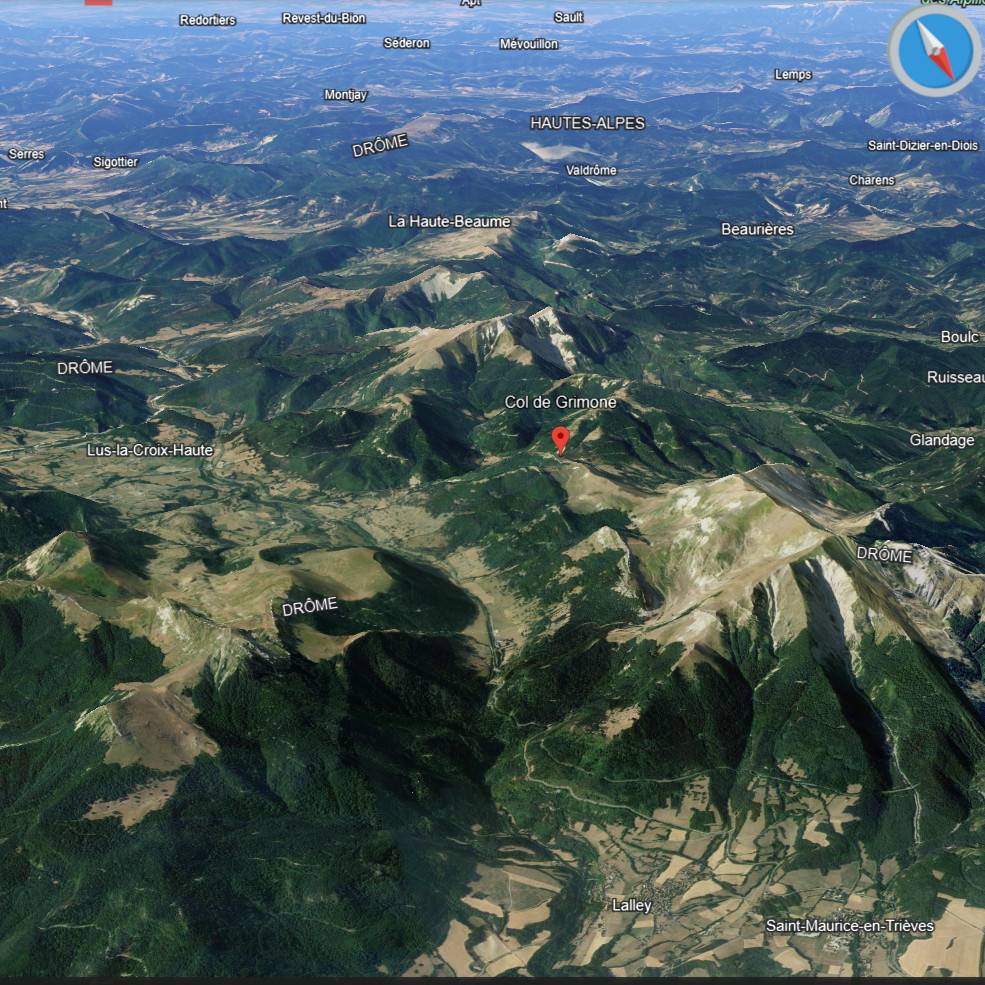 Apt
Redortiers
Revest-du-Bion
Sault
Séderon
Mévouillon
Lemps
Montjay
HAUTES-ALPES
DRÔME
Serres
Sigottier
Saint-Dizier-en-Diois
Valdrôme
Charens
La Haute-Beaume
Beaurières
Boulc
DRÔME
Ruisseau
Col de Grimone
Lus-la-Croix-Haute
Glandage
DRÔME
DRÔME
Lalley
Saint-Maurice-en-Trièves